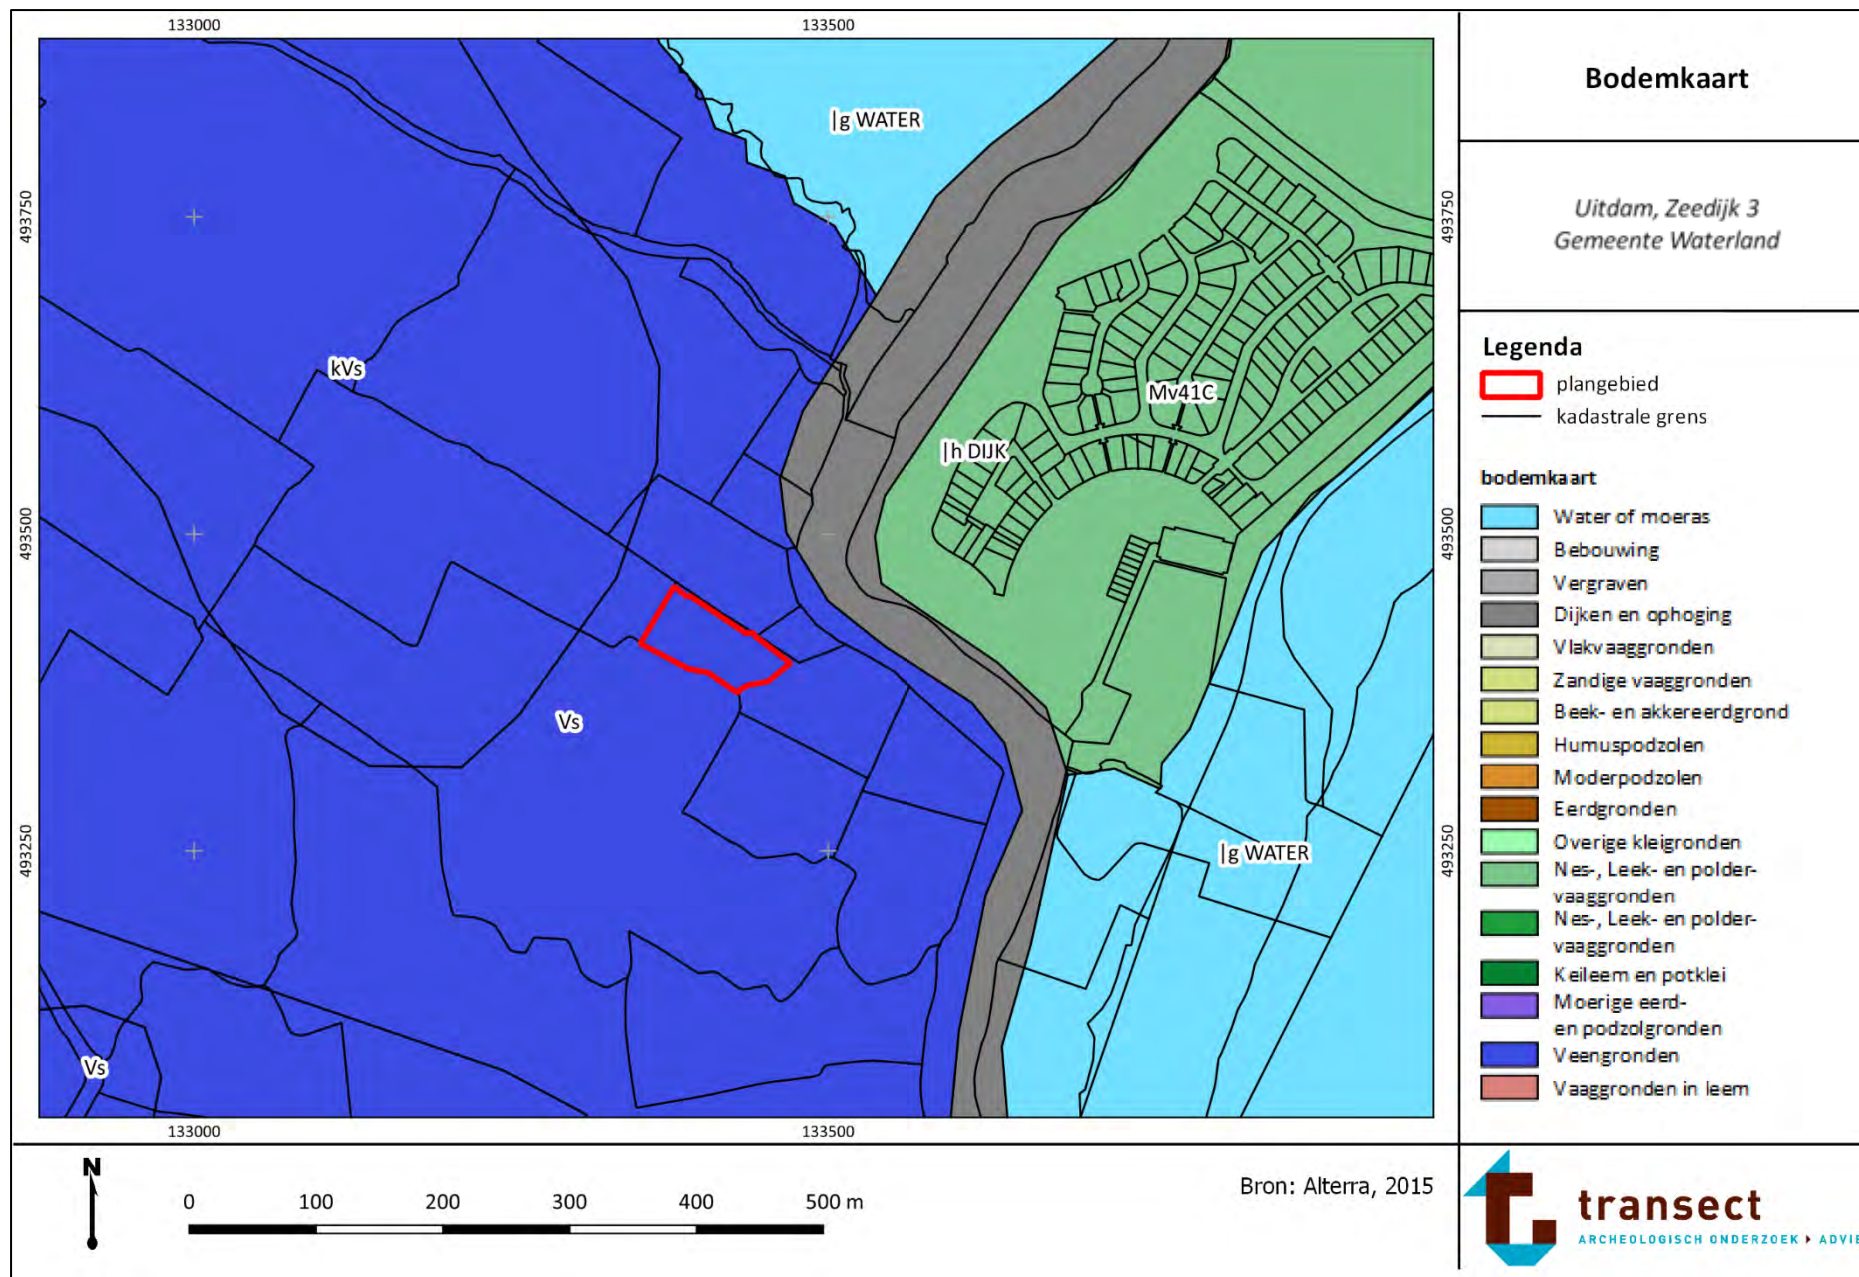 133000
133500
493750
493750
493500
493500
493250
493250
|g WATER
kVs
Mv41C
|h DIJK
Vs
|g WATER
Vs
133000
133500
Bodemkaart
Uitdam, Zeedijk 3
Gemeente Waterland
Legenda
plangebied
kadastrale grens
bodemkaart
Water of moeras
Bebouwing
Vergraven
Dijken en ophoging
Vlakvaaggronden
Zandige vaaggronden
Beek- en akkereerdgrond
Humuspodzolen
Moderpodzolen
Eerdgronden
Overige kleigronden
Nes-, Leek- en polder-
vaaggronden
Nes-, Leek- en polder-
vaaggronden
Keileem en potklei
Moerige eerd-
en podzolgronden
Veengronden
Vaaggronden in leem
N
0 100 200 300 400 500 m
Bron: Alterra, 2015
transect
ARCHEOLOGISCH ONDERZOEK ▸ ADVIE